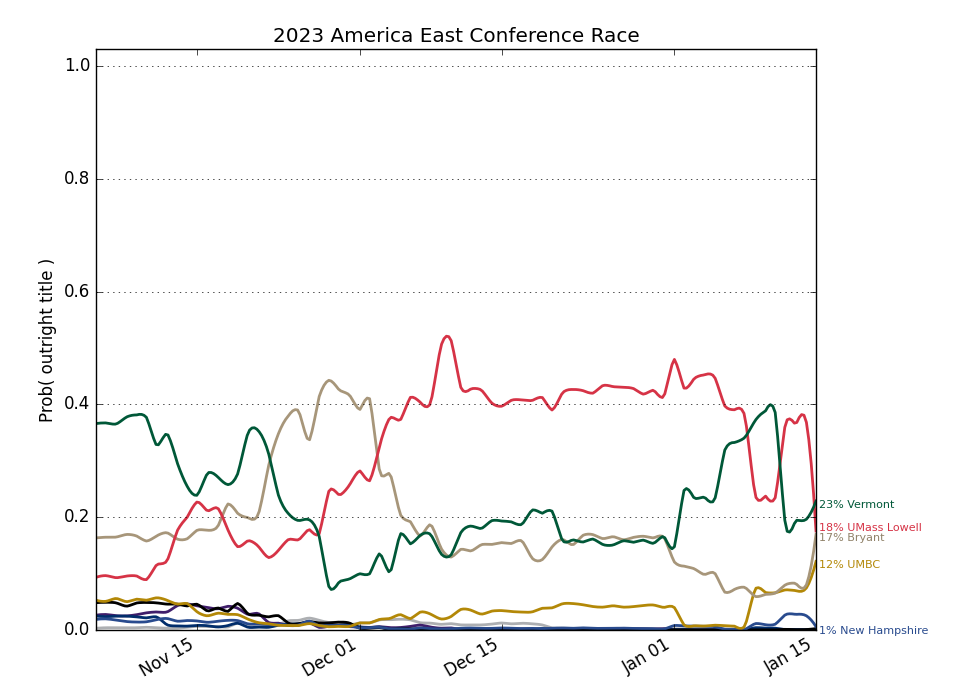 2023 America East Conference Race
1.0
0.8
0.6
0.4
0.2
0.0
Prob( outright title )
23% Vermont
18% UMass Lowell
17% Bryant
12% UMBC
1% New Hampshire
Nov 15
Dec 01
Dec 15
Jan 01
Jan 15